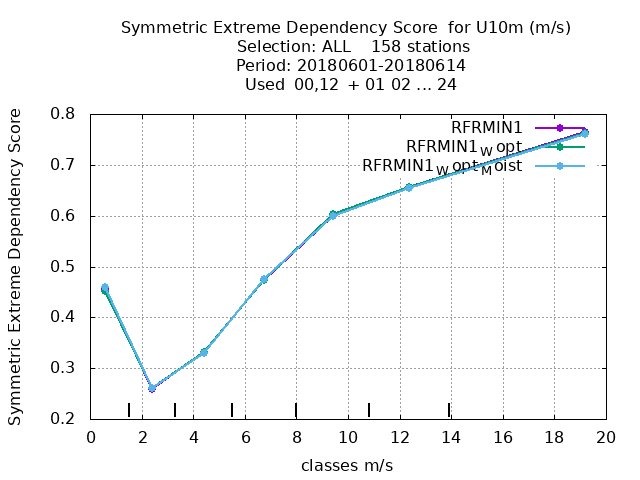 Symmetric Extreme Dependency Score  for U10m (m/s)
Selection: ALL    158 stations
Period: 20180601-20180614
Used  00,12  + 01 02 ... 24
Symmetric Extreme Dependency Score
0.8
0.7
0.6
0.5
0.4
0.3
0.2
RFRMIN1
RFRMIN1W opt
RFRMIN1W optM oist
0 2 4 6 8 10 12 14 16 18 20
classes m/s